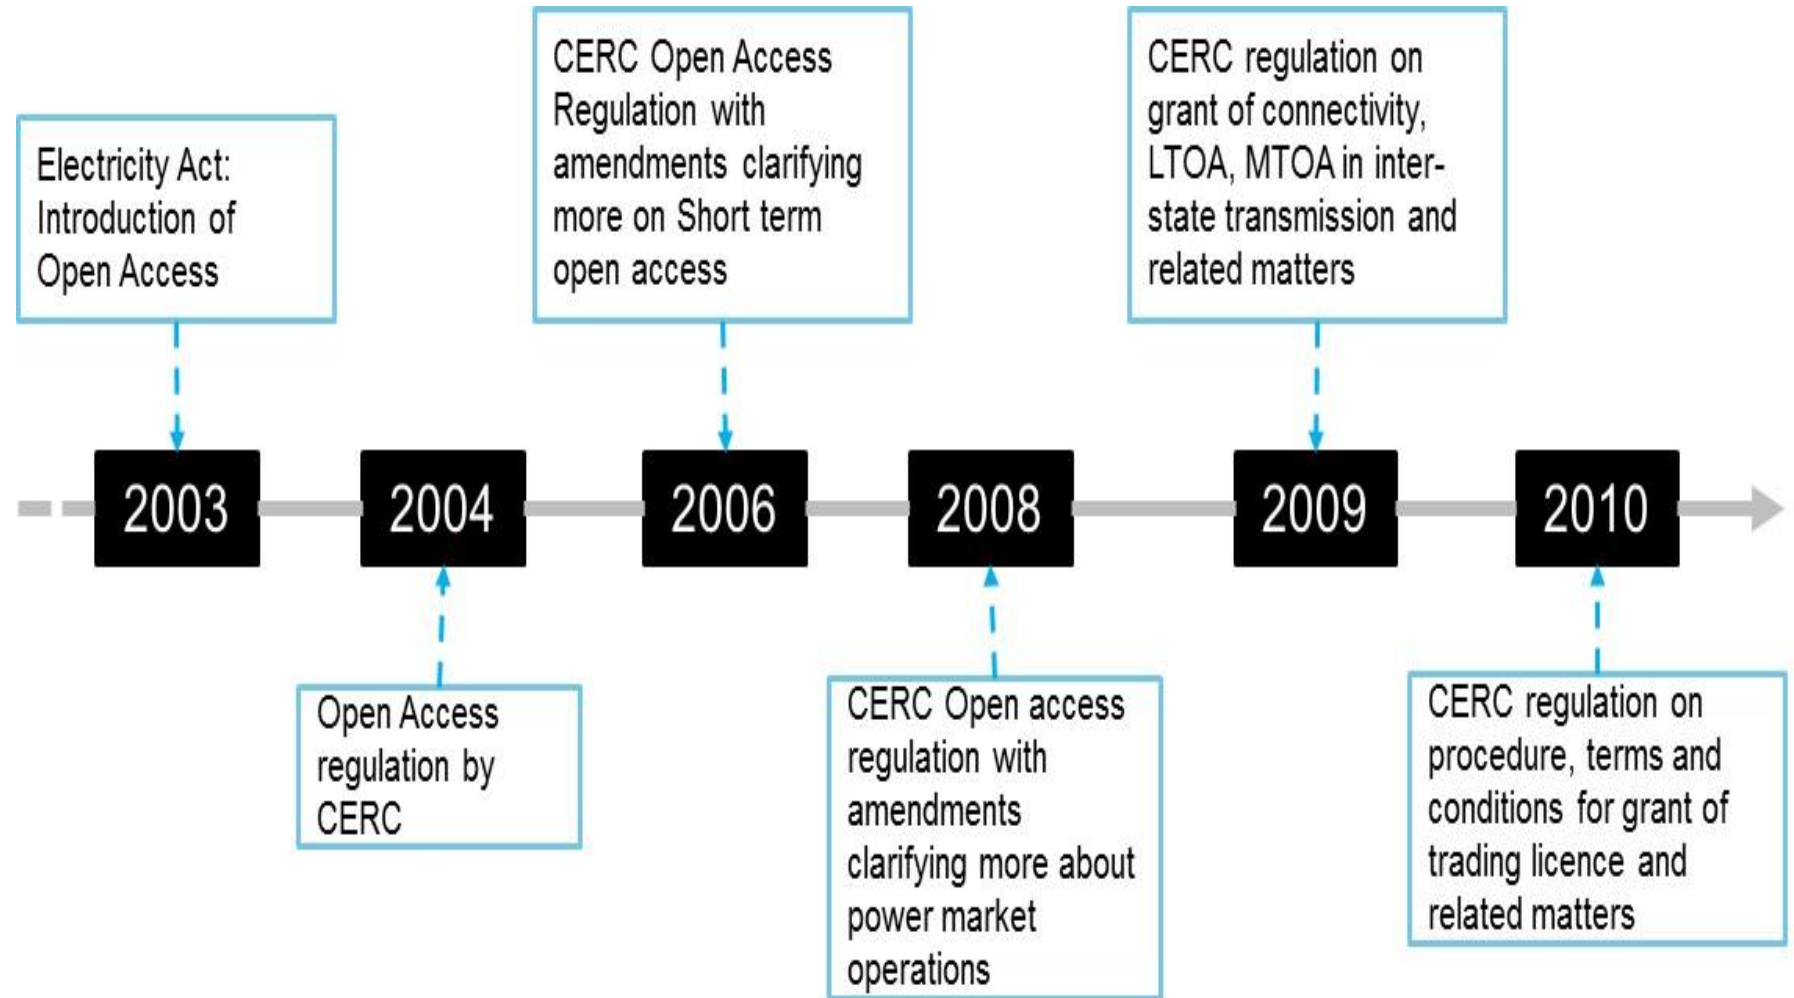 Electricity Act:
Introduction of
Open Access
CERC Open Access
Regulation with
amendments clarifying
more on Short term
open access
CERC regulation on
grant of connectivity,
LTOA, MTOA in inter-
state transmission and
related matters
2003
2004
2006
2008
2009
2010
Open Access
regulation by
CERC
CERC Open access
regulation with
amendments
clarifying more about
power market
operations
CERC regulation on
procedure, terms and
conditions for grant of
trading licence and
related matters